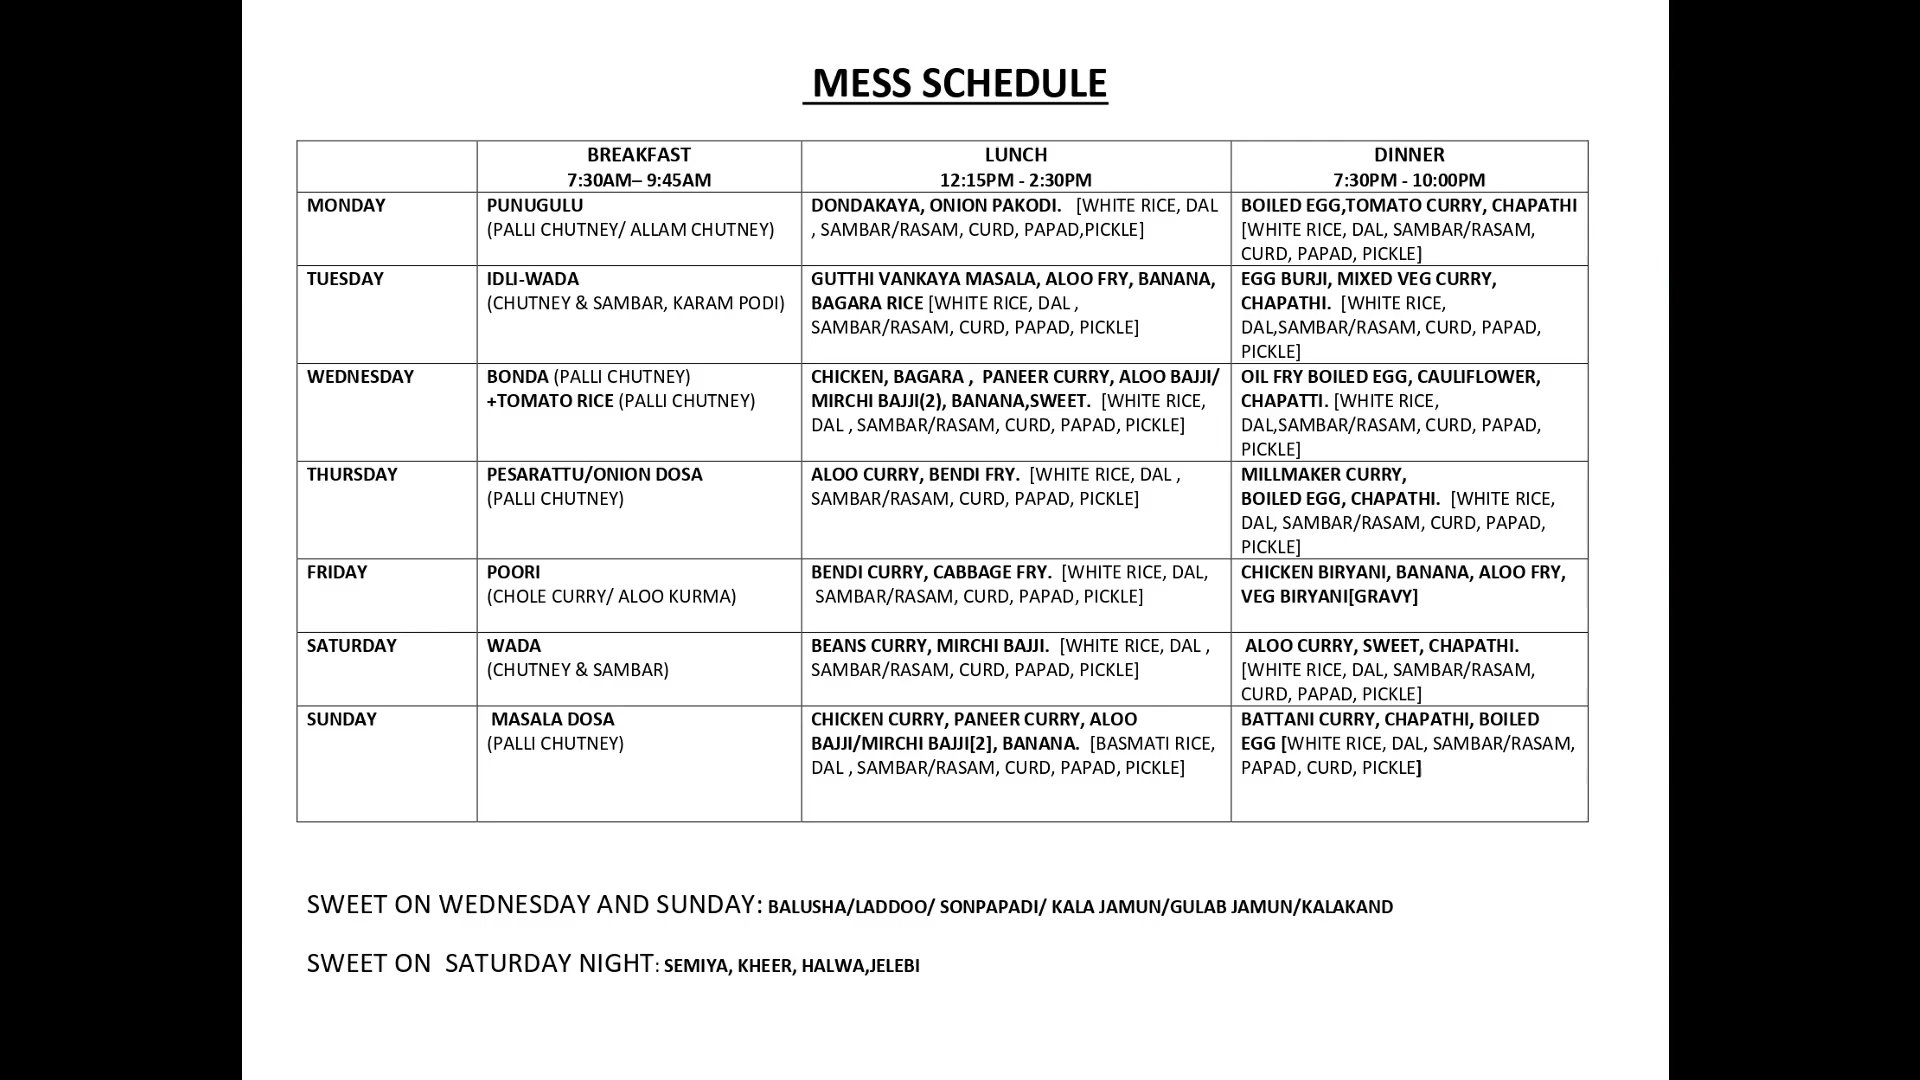 MESS SCHEDULE
BREAKFAST
7:30AM– 9:45AM
LUNCH
12:15PM - 2:30PM
DINNER
7:30PM - 10:00PM
MONDAY
PUNUGULU
(PALLI CHUTNEY/ ALLAM CHUTNEY)
DONDAKAYA, ONION PAKODI. [WHITE RICE, DAL
, SAMBAR/RASAM, CURD, PAPAD,PICKLE]
BOILED EGG,TOMATO CURRY, CHAPATHI
[WHITE RICE, DAL, SAMBAR/RASAM,
CURD, PAPAD, PICKLE]
TUESDAY
IDLI-WADA
(CHUTNEY & SAMBAR, KARAM PODI)
GUTTHI VANKAYA MASALA, ALOO FRY, BANANA,
BAGARA RICE [WHITE RICE, DAL ,
SAMBAR/RASAM, CURD, PAPAD, PICKLE]
EGG BURJI, MIXED VEG CURRY,
CHAPATHI. [WHITE RICE,
DAL,SAMBAR/RASAM, CURD, PAPAD,
PICKLE]
WEDNESDAY
BONDA (PALLI CHUTNEY)
+TOMATO RICE (PALLI CHUTNEY)
CHICKEN, BAGARA , PANEER CURRY, ALOO BAJJI/
MIRCHI BAJJI(2), BANANA,SWEET. [WHITE RICE,
DAL , SAMBAR/RASAM, CURD, PAPAD, PICKLE]
OIL FRY BOILED EGG, CAULIFLOWER,
CHAPATTI. [WHITE RICE,
DAL,SAMBAR/RASAM, CURD, PAPAD,
PICKLE]
THURSDAY
PESARATTU/ONION DOSA
(PALLI CHUTNEY)
ALOO CURRY, BENDI FRY. [WHITE RICE, DAL ,
SAMBAR/RASAM, CURD, PAPAD, PICKLE]
MILLMAKER CURRY,
BOILED EGG, CHAPATHI. [WHITE RICE,
DAL, SAMBAR/RASAM, CURD, PAPAD,
PICKLE]
FRIDAY
POORI
(CHOLE CURRY/ ALOO KURMA)
BENDI CURRY, CABBAGE FRY. [WHITE RICE, DAL,
SAMBAR/RASAM, CURD, PAPAD, PICKLE]
CHICKEN BIRYANI, BANANA, ALOO FRY,
VEG BIRYANI[GRAVY]
SATURDAY
WADA
(CHUTNEY & SAMBAR)
BEANS CURRY, MIRCHI BAJJI. [WHITE RICE, DAL ,
SAMBAR/RASAM, CURD, PAPAD, PICKLE]
ALOO CURRY, SWEET, CHAPATHI.
[WHITE RICE, DAL, SAMBAR/RASAM,
CURD, PAPAD, PICKLE]
SUNDAY
MASALA DOSA
(PALLI CHUTNEY)
CHICKEN CURRY, PANEER CURRY, ALOO
BAJJI/MIRCHI BAJJI[2], BANANA. [BASMATI RICE,
DAL , SAMBAR/RASAM, CURD, PAPAD, PICKLE]
BATTANI CURRY, CHAPATHI, BOILED
EGG [WHITE RICE, DAL, SAMBAR/RASAM,
PAPAD, CURD, PICKLE]
SWEET ON WEDNESDAY AND SUNDAY: BALUSHA/LADDOO/ SONPAPADI/ KALA JAMUN/GULAB JAMUN/KALAKAND
SWEET ON SATURDAY NIGHT: SEMIYA, KHEER, HALWA,JELEBI